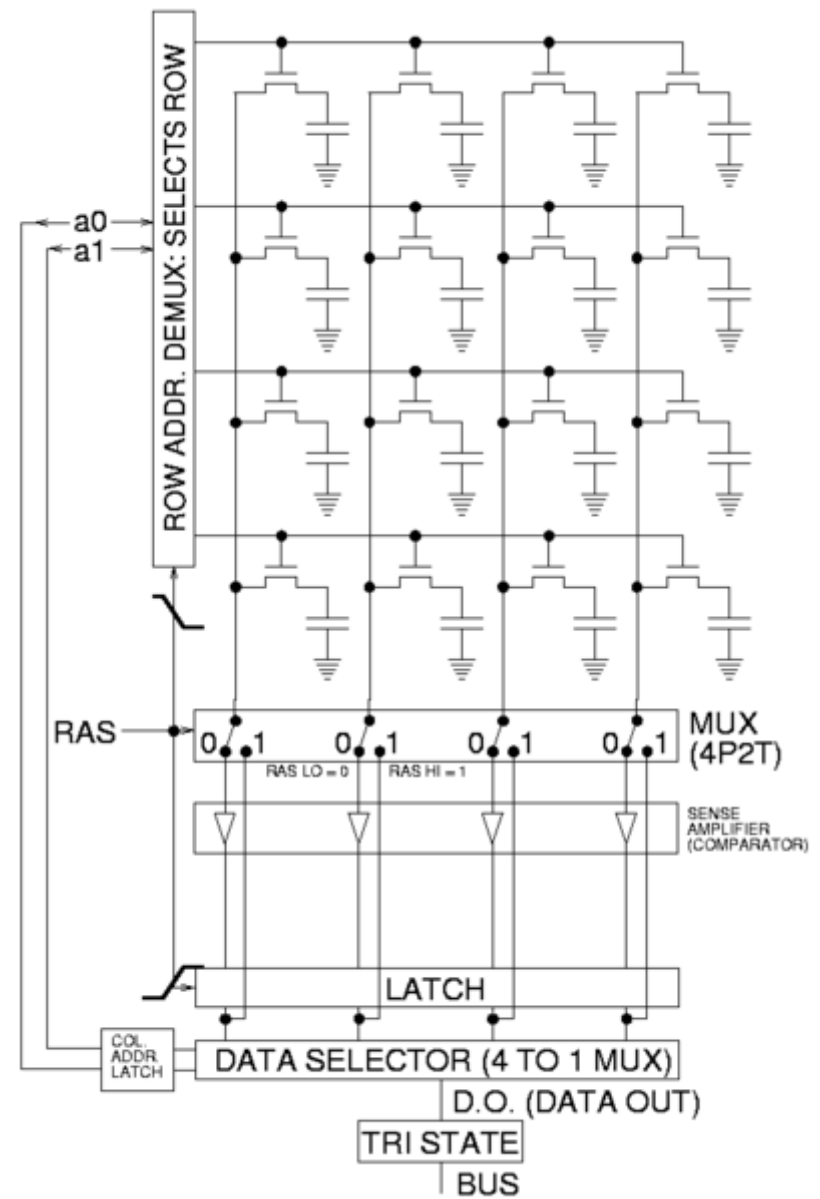 ROW ADDR. DEMUX: SELECTS ROW
a0
a1
RAS
0 1 0 1 0 1 0 1
RAS LO = 0 RAS HI = 1
MUX
(4P2T)
SENSE
AMPLIFIER
(COMPARATOR)
LATCH
COL.
ADDR.
LATCH
DATA SELECTOR (4 TO 1 MUX)
D.O. (DATA OUT)
TRI STATE
BUS